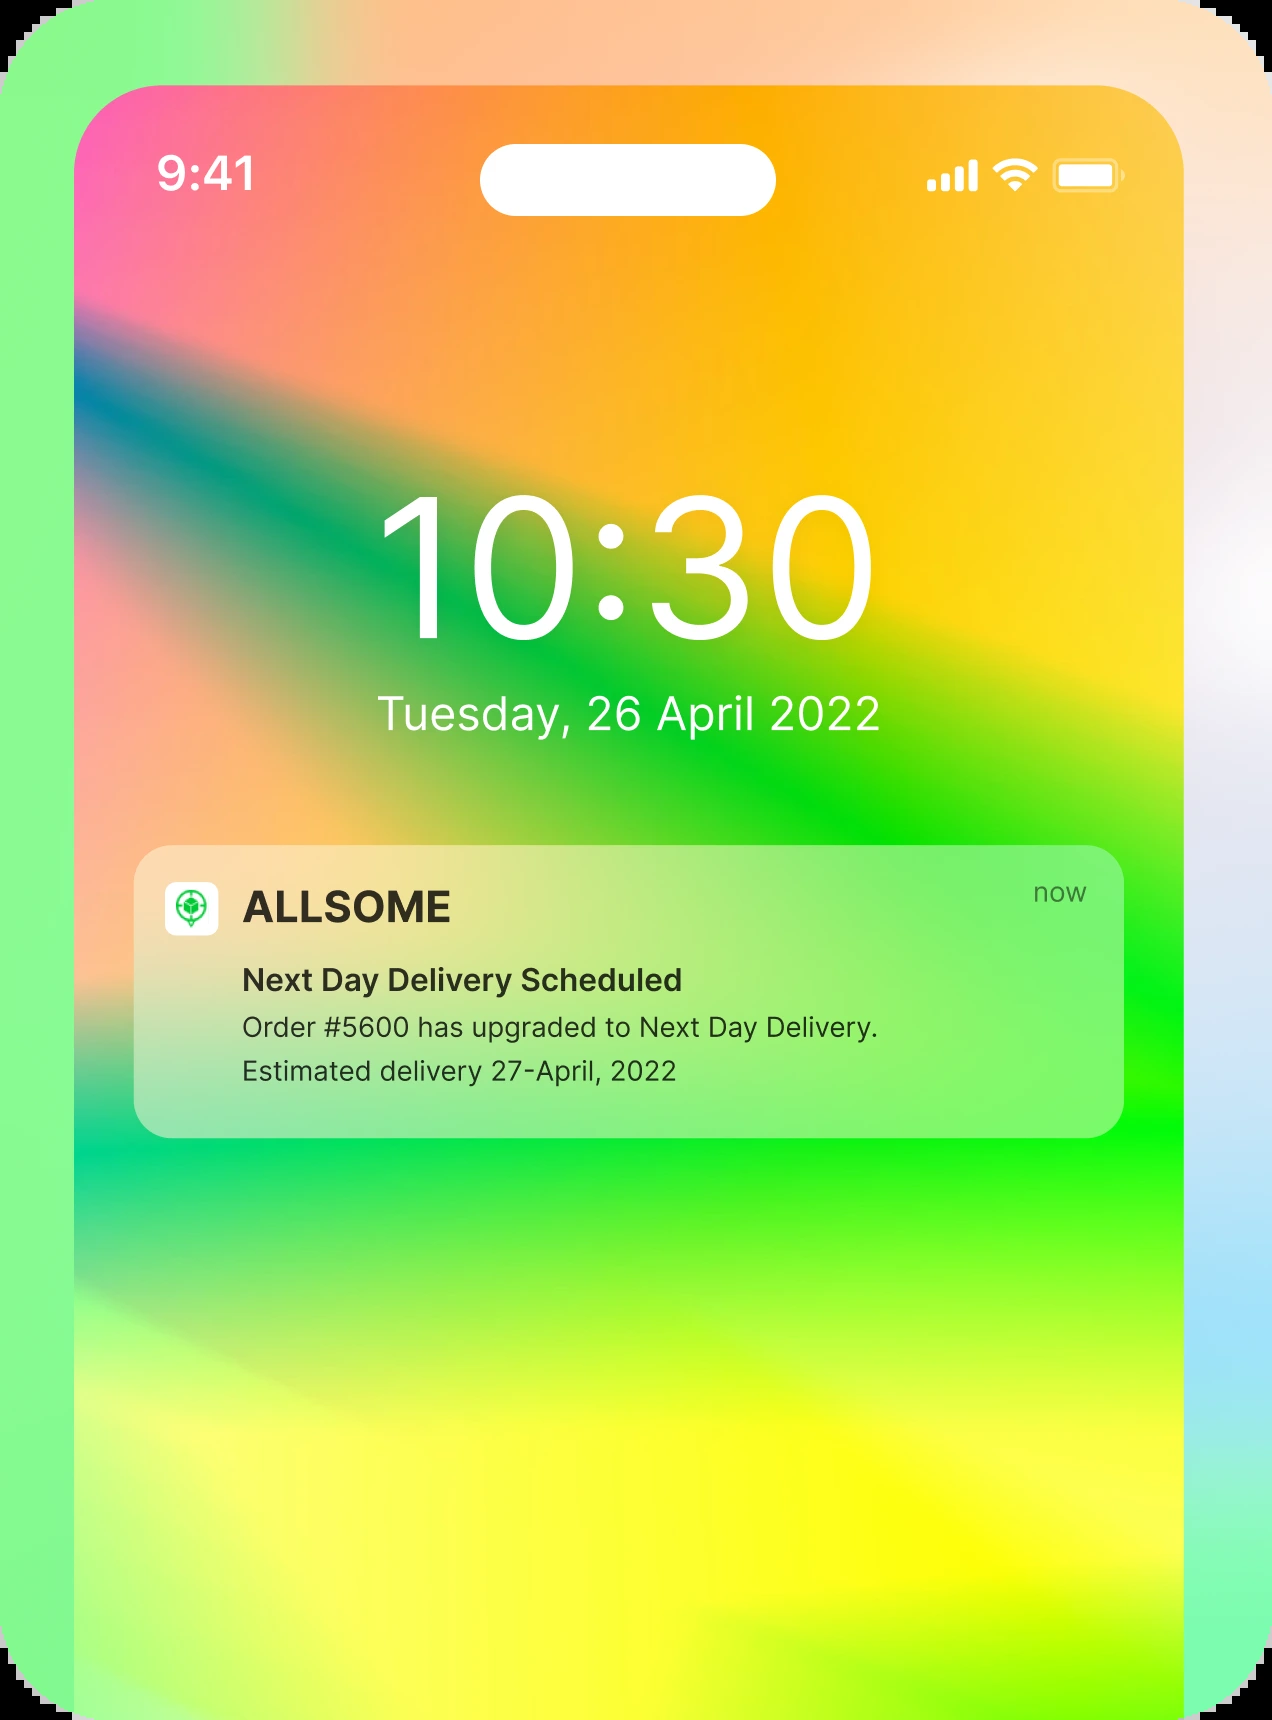 9:41
10:30
Tuesday, 26 April 2022
ALLSOME
now
Next Day Delivery Scheduled
Order #5600 has upgraded to Next Day Delivery.
Estimated delivery 27-April, 2022